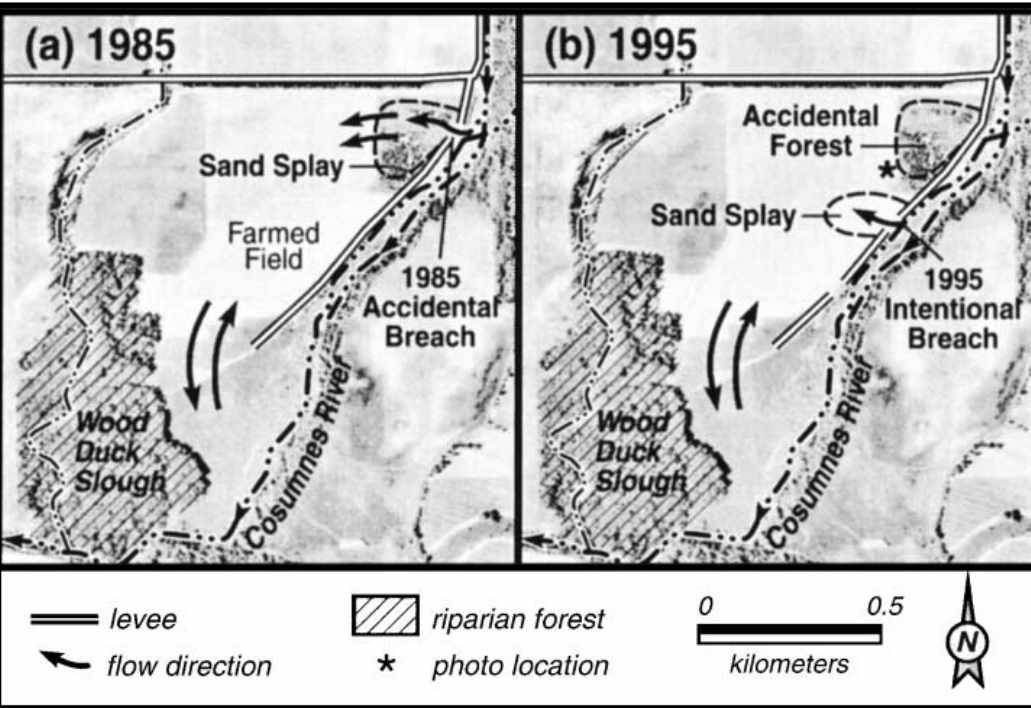 (a) 1985
Sand Splay
Farmed
Field
1985
Accidental
Breach
Wood
Duck
Slough
Cosumnes River
(b) 1995
Accidental
Forest
*
Sand Splay
1995
Intentional
Breach
Wood
Duck
Slough
Cosumnes River
levee
flow direction
riparian forest
* photo location
0 0.5
kilometers
N